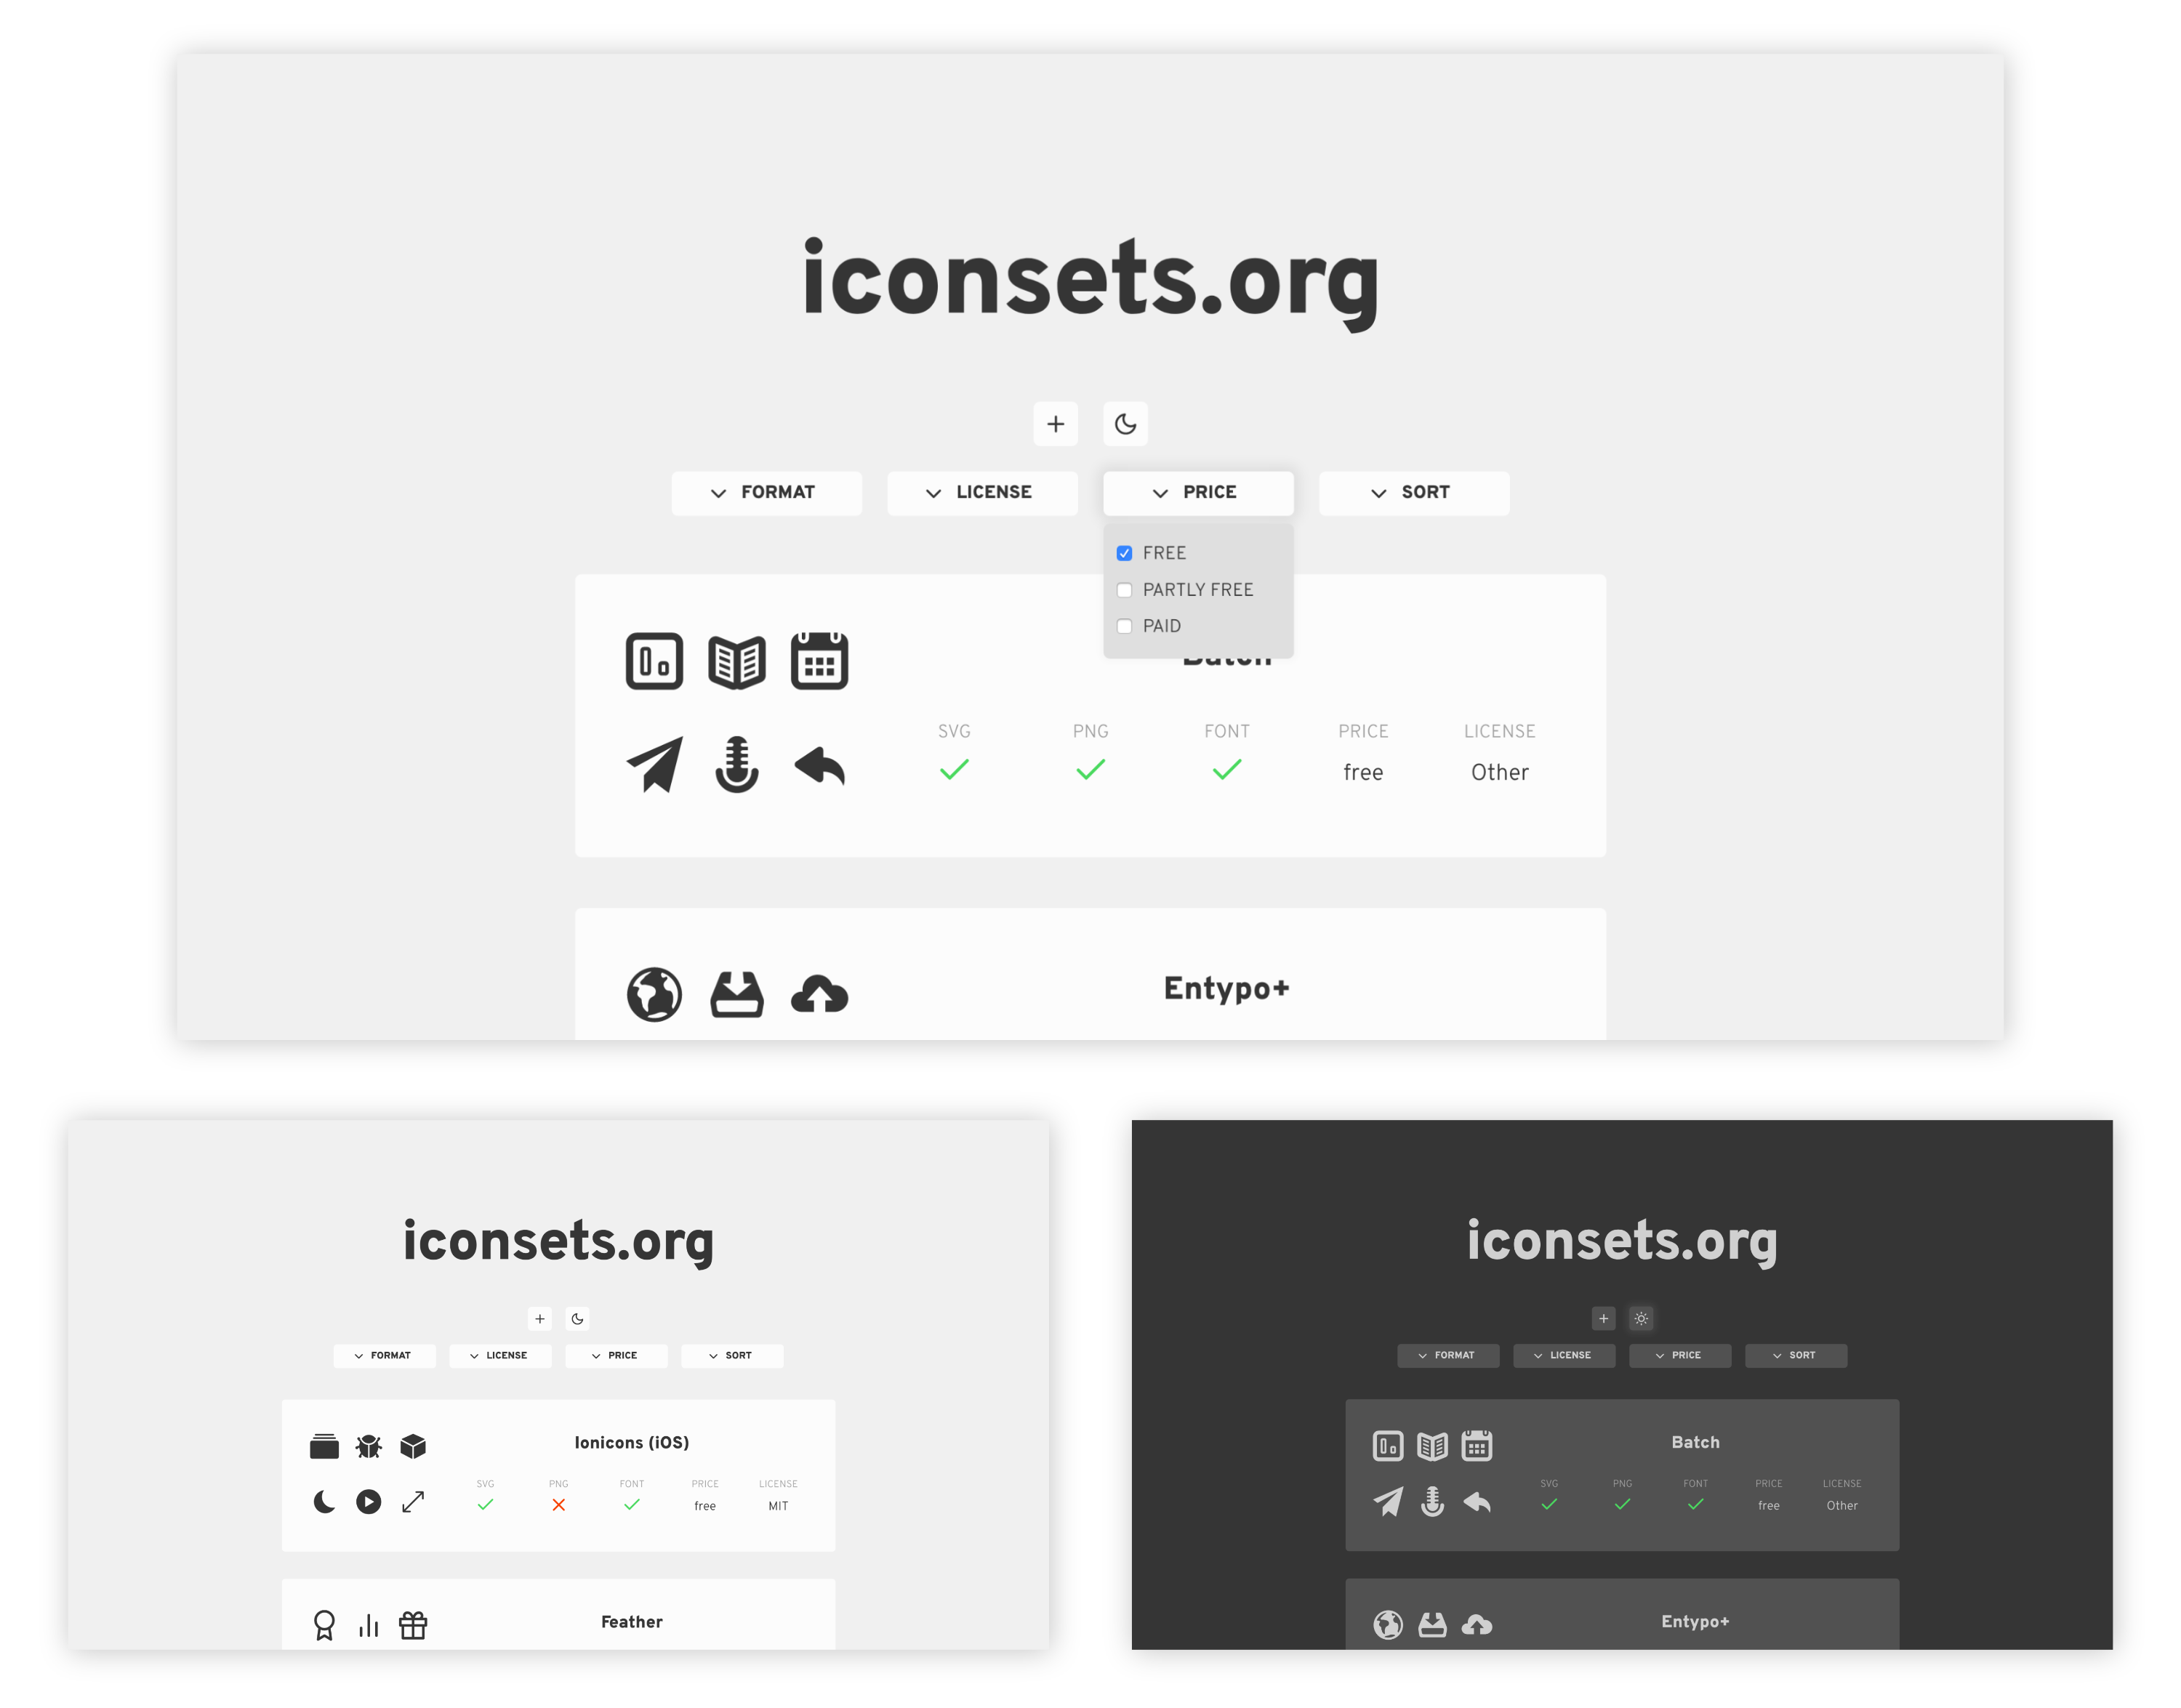 iconsets.org
FORMAT LICENSE PRICE SORT
FREE
PARTLY FREE
PAID
Batch
SVG PNG FONT PRICE LICENSE
free Other
Entypo+
iconsets.org
FORMAT LICENSE PRICE SORT
Ionicons (iOS)
SVG PNG FONT PRICE LICENSE
free MIT
Feather
iconsets.org
FORMAT LICENSE PRICE SORT
Batch
SVG PNG FONT PRICE LICENSE
free Other
Entypo+